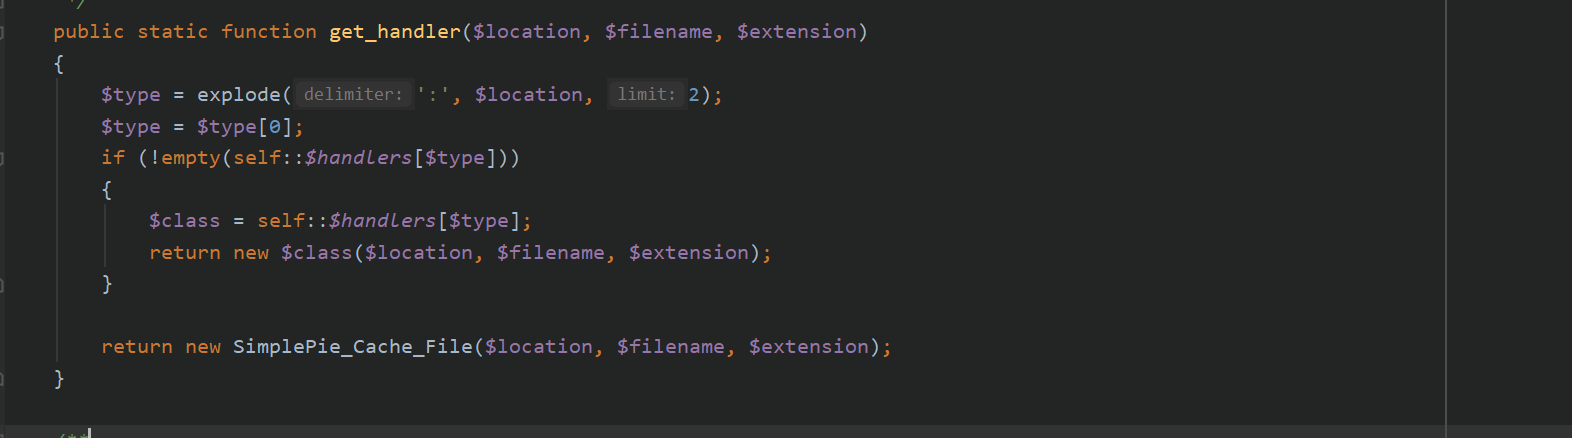 */
public static function get_handler($location, $filename, $extension)
{
$type = explode( delimiter: ':', $location, limit: 2);
$type = $type[0];
if (!empty(self::$handlers[$type]))
{
$class = self::$handlers[$type];
return new $class($location, $filename, $extension);
}
return new SimplePie_Cache_File($location, $filename, $extension);
}
/**